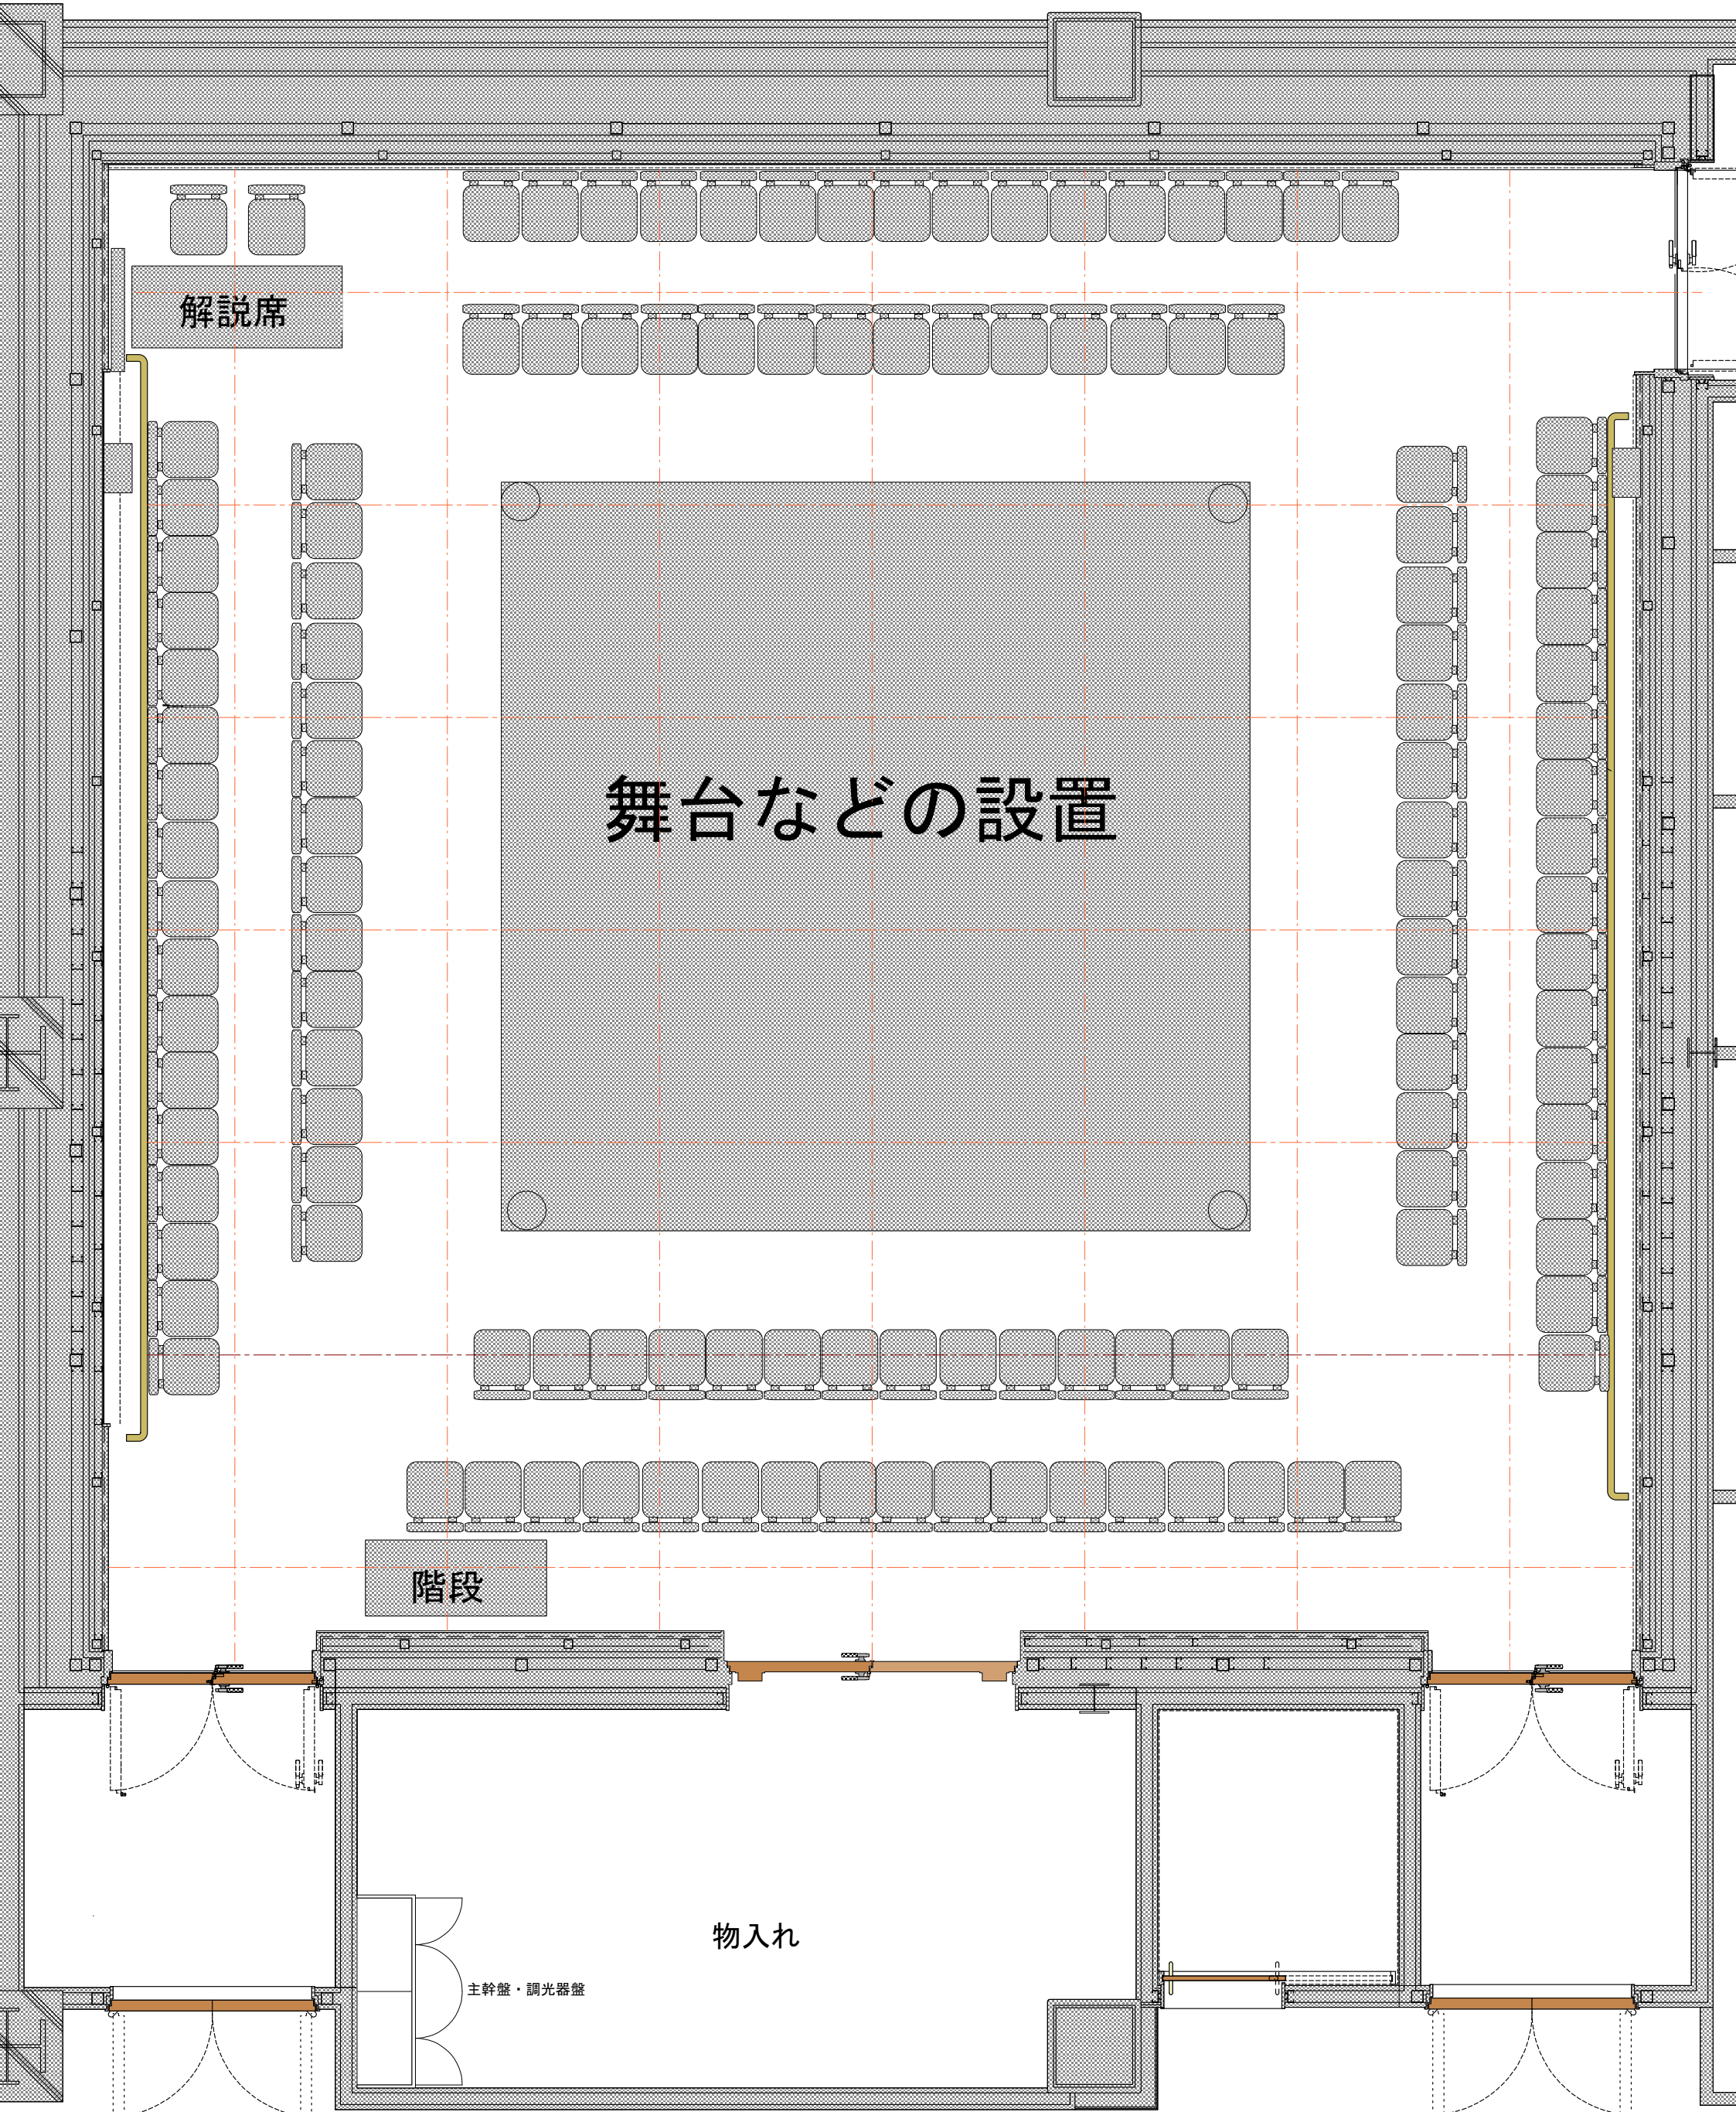 解説席
舞台などの設置
階段
物入れ
主幹盤・調光器盤